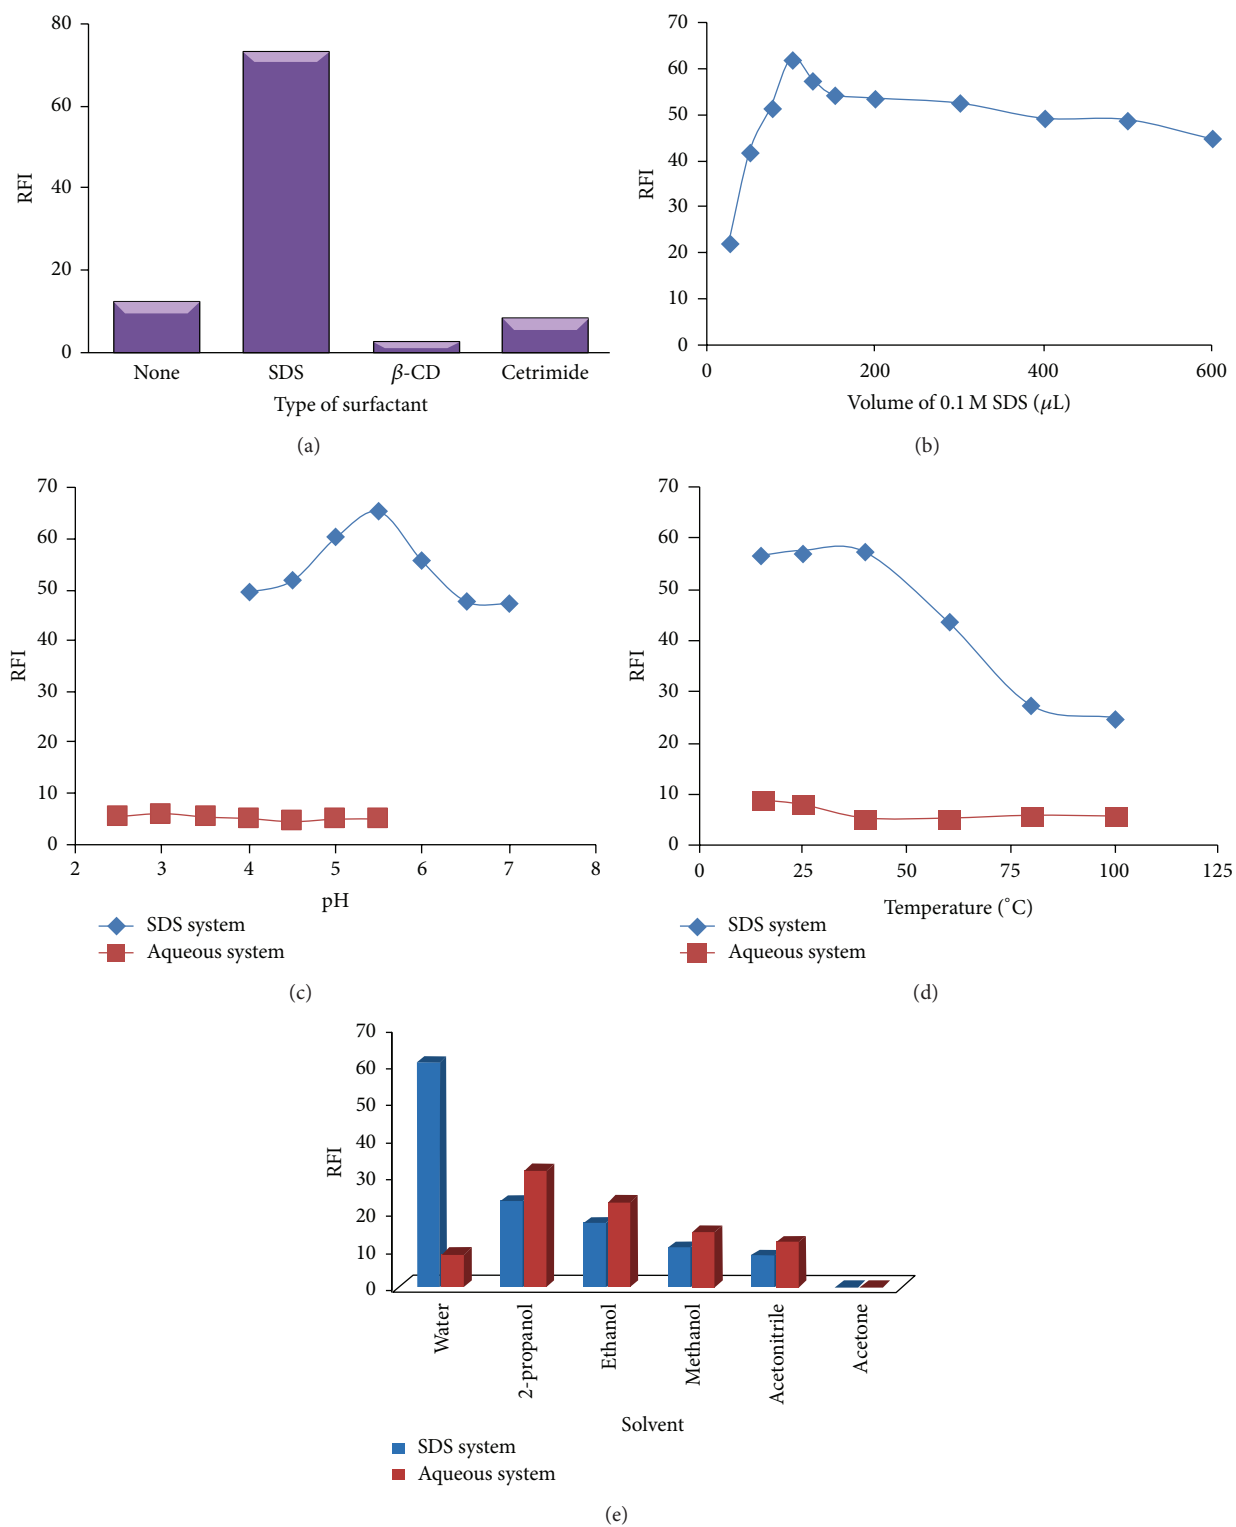 80
60
40
20
0
RFI
None SDS β-CD Cetrimide
Type of surfactant
(a)
70
60
50
40
30
20
10
0
RFI
0 200 400 600
Volume of 0.1 M SDS (μL)
(b)
70
60
50
40
30
20
10
0
RFI
2 3 4 5 6 7 8
pH
SDS system
Aqueous system
(c)
70
60
50
40
30
20
10
0
RFI
0 25 50 75 100 125
Temperature (°C)
SDS system
Aqueous system
(d)
70
60
50
40
30
20
10
0
RFI
Water
2-propanol
Ethanol
Methanol
Acetonitrile
Acetone
Solvent
SDS system
Aqueous system
(e)